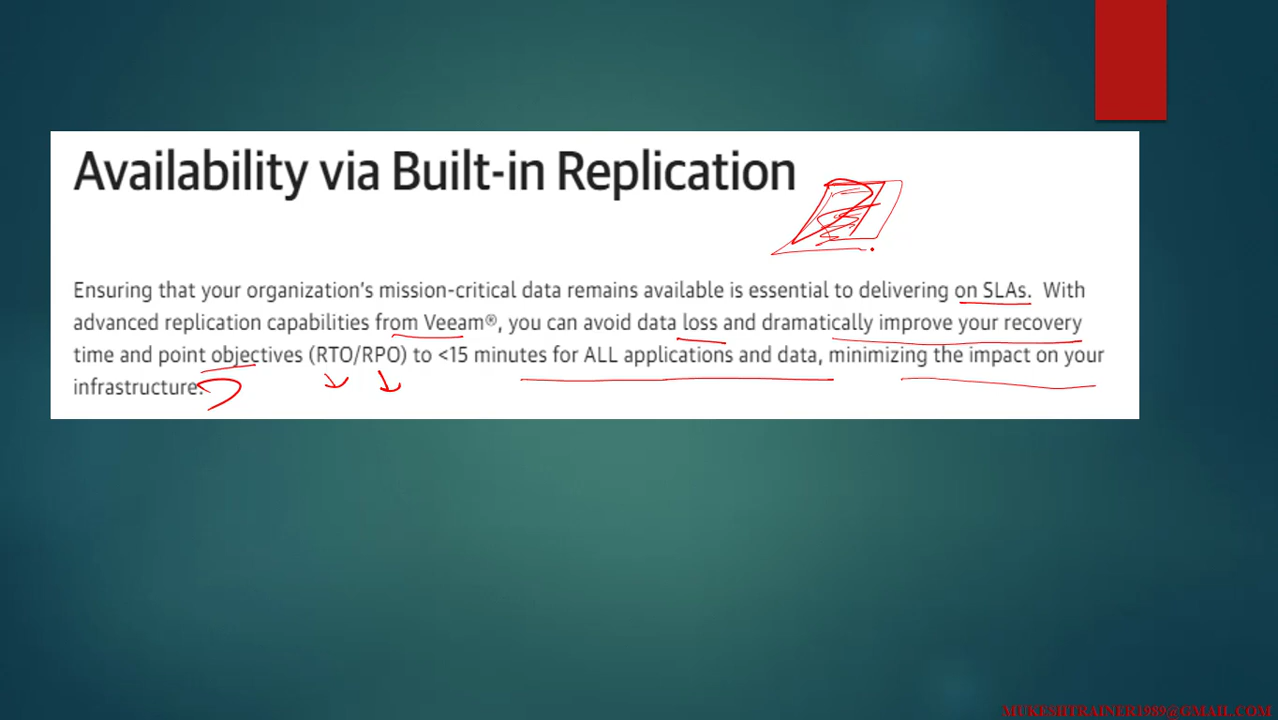 Availability via Built-in Replication
Ensuring that your organization's mission-critical data remains available is essential to delivering on SLAs. With
advanced replication capabilities from Veeam®, you can avoid data loss and dramatically improve your recovery
time and point objectives (RTO/RPO) to <15 minutes for ALL applications and data, minimizing the impact on your
infrastructure.
MUKESHTRAINER1989@GMAIL.COM